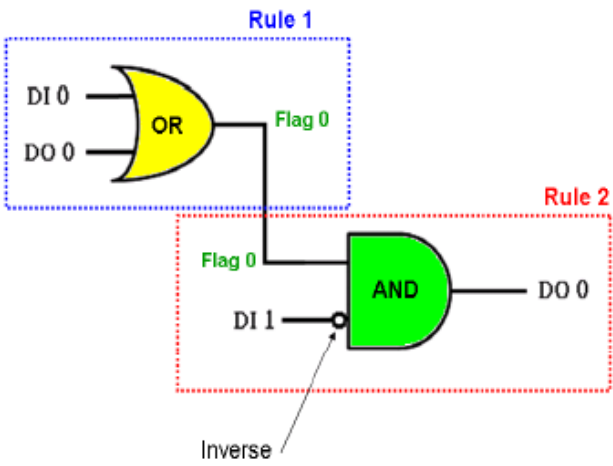 Rule 1
DI 0
OR
Flag 0
DO 0
Rule 2
Flag 0
AND
DO 0
DI 1
Inverse